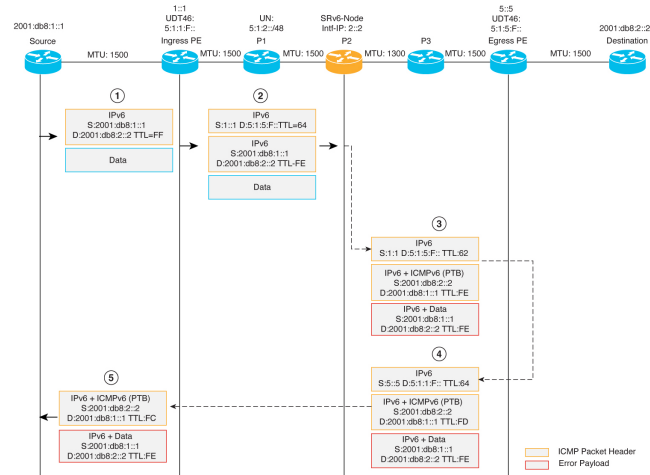 2001:db8:1::1
Source
1::1
UDT46:
5:1:1:F::
Ingress PE
UN:
5:1:2::/48
P1
SRv6-Node
Intf-IP: 2::2
P2
P3
5::5
UDT46:
5:1:5:F::
Egress PE
2001:db8:2::2
Destination
MTU: 1500
MTU: 1500
MTU: 1500
MTU: 1300
MTU: 1500
MTU: 1500
1
IPv6
S:2001:db8:1::1
D:2001:db8:2::2 TTL=FF
Data
2
IPv6
S:1::1 D:5:1:5:F::TTL=64
IPv6
S:2001:db8:1::1
D:2001:db8:2::2 TTL-FE
Data
3
IPv6
S:1:1 D:5:1:5:F:: TTL:62
IPv6 + ICMPv6 (PTB)
S:2001:db8:2::2
D:2001:db8:1::1 TTL:FE
IPv6 + Data
S:2001:db8:1::1
D:2001:db8:2::2 TTL:FE
4
IPv6
S:5::5 D:5:1:1:F:: TTL:64
IPv6 + ICMPv6 (PTB)
S:2001:db8:2::2
D:2001:db8:1::1 TTL:FD
IPv6 + Data
S:2001:db8:1::1
D:2001:db8:2::2 TTL:FE
5
IPv6 + ICMPv6 (PTB)
S:2001:db8:2::2
D:2001:db8:1::1 TTL:FC
IPv6 + Data
S:2001:db8:1::1
D:2001:db8:2::2 TTL:FE
ICMP Packet Header
Error Payload